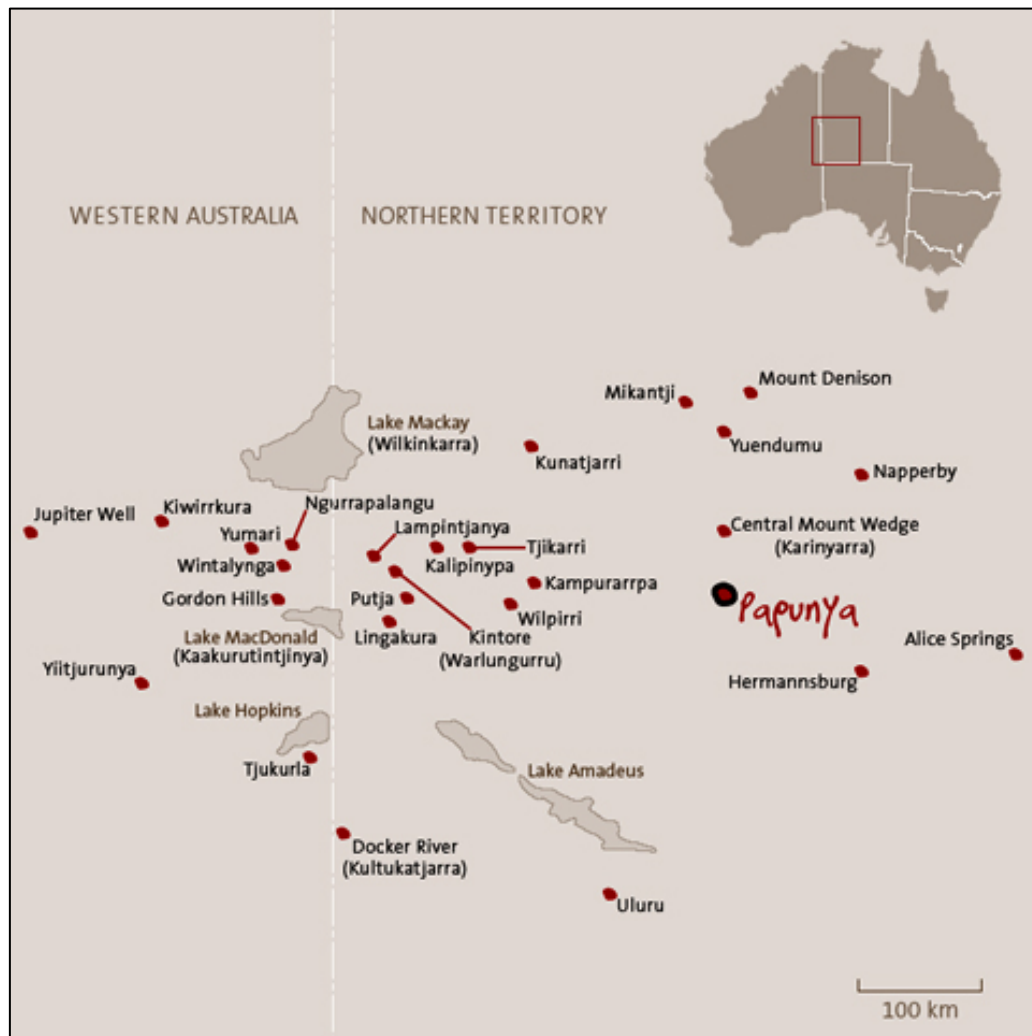 WESTERN AUSTRALIA
NORTHERN TERRITORY
Mount Denison
Mikantji
Lake Mackay
(Wilkinkarra)
Yuendumu
Kunatjarri
Napperby
Ngurrapalangu
Jupiter Well
Kiwirrkura
Lampintjanya
Central Mount Wedge
(Karinyarra)
Yumari
Tjikarri
Wintalynga
Kalipinypa
Kampurarrpa
Gordon Hills
Putja
Wilpirri
Papunya
Lake MacDonald
(Kaakurutintjinya)
Lingakura
Kintore
(Warlungurru)
Alice Springs
Yiitjurunya
Hermannsburg
Lake Hopkins
Tjukurla
Lake Amadeus
Docker River
(Kultukatjarra)
Uluru
100 km